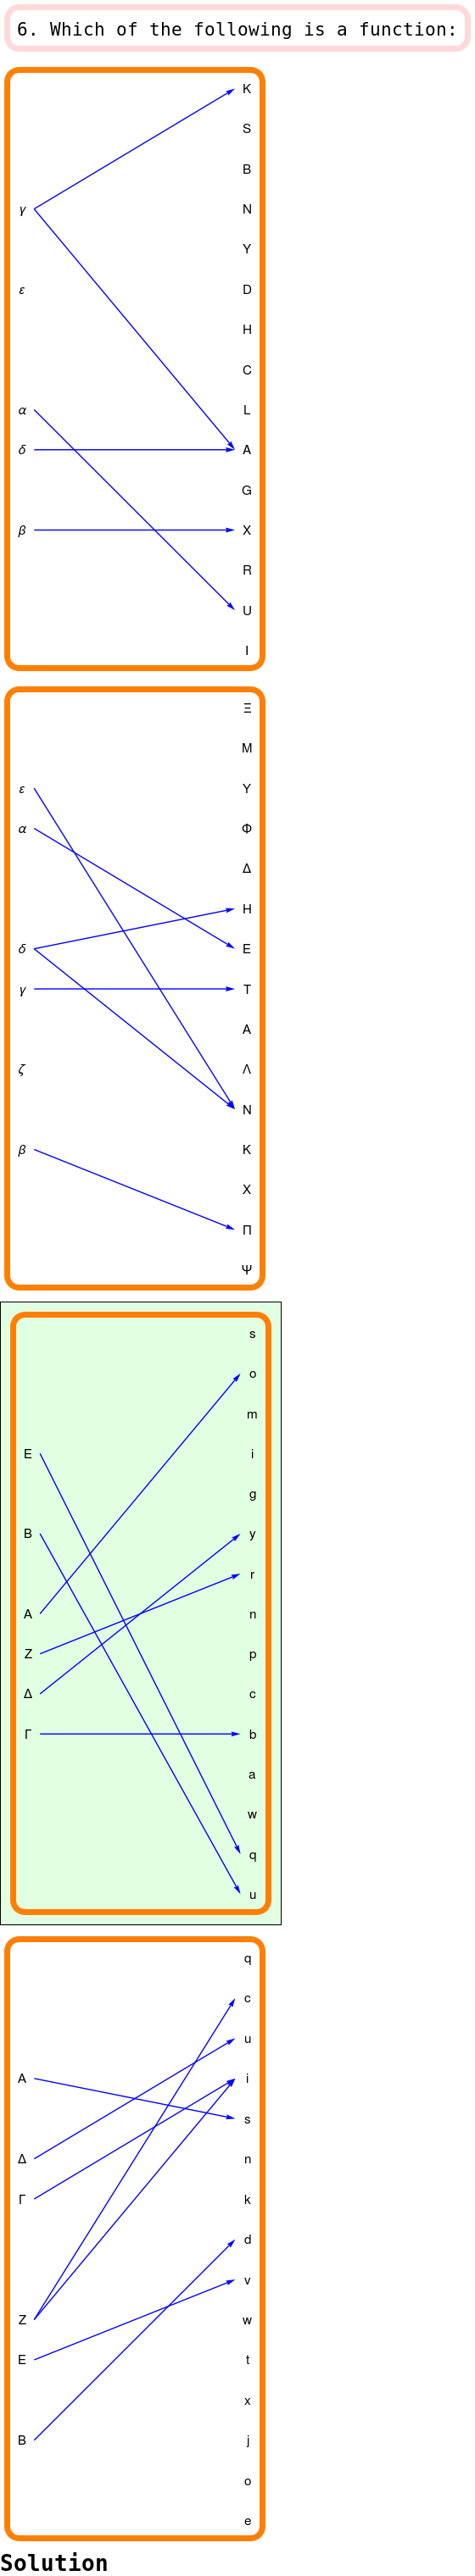 6. Which of the following is a function:
K
S
B
γ N
Y
ε D
H
C
α L
δ A
G
β X
R
U
I
Ξ
Μ
ε Υ
α Φ
Δ
Η
δ Ε
γ Τ
Α
ζ Λ
Ν
β Κ
Χ
Π
Ψ
s
o
m
Ε i
g
Β y
r
Α n
Ζ p
Δ c
Γ b
a
w
q
u
q
c
u
Α i
s
Δ n
Γ k
d
v
Ζ w
Ε t
x
Β j
o
e
Solution